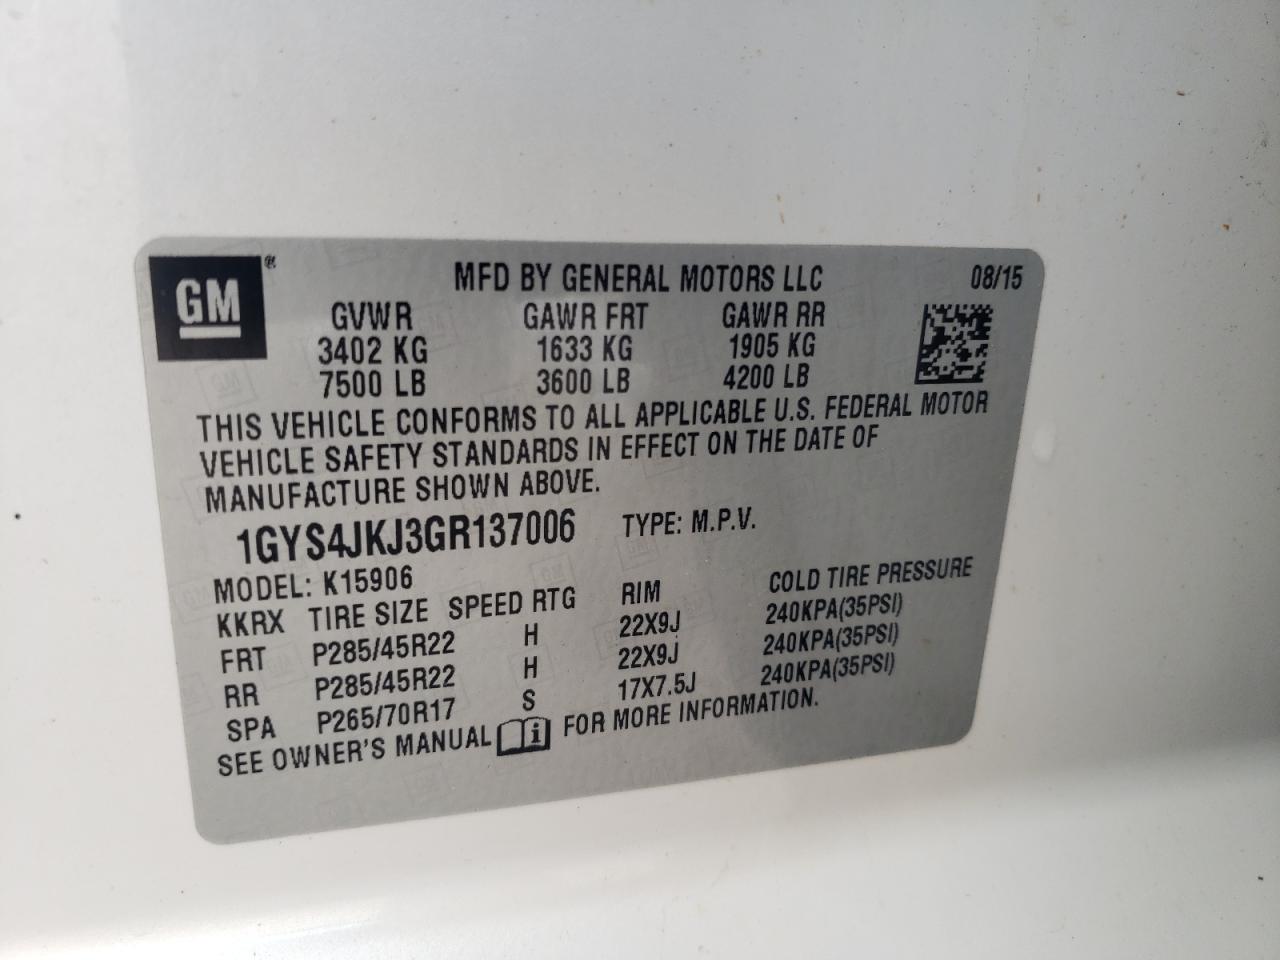 GM ® MFD BY GENERAL MOTORS LLC 08/15
GVWR GAWR FRT GAWR RR
3402 KG 1633 KG 1905 KG
7500 LB 3600 LB 4200 LB
THIS VEHICLE CONFORMS TO ALL APPLICABLE U.S. FEDERAL MOTOR
VEHICLE SAFETY STANDARDS IN EFFECT ON THE DATE OF
MANUFACTURE SHOWN ABOVE.
1GYS4JKJ3GR137006 TYPE: M.P.V.
MODEL: K15906
KKRX TIRE SIZE SPEED RTG RIM COLD TIRE PRESSURE
FRT P285/45R22 H 22X9J 240KPA(35PSI)
RR P285/45R22 H 22X9J 240KPA(35PSI)
SPA P265/70R17 S 17X7.5J 240KPA(35PSI)
SEE OWNER'S MANUAL i FOR MORE INFORMATION.